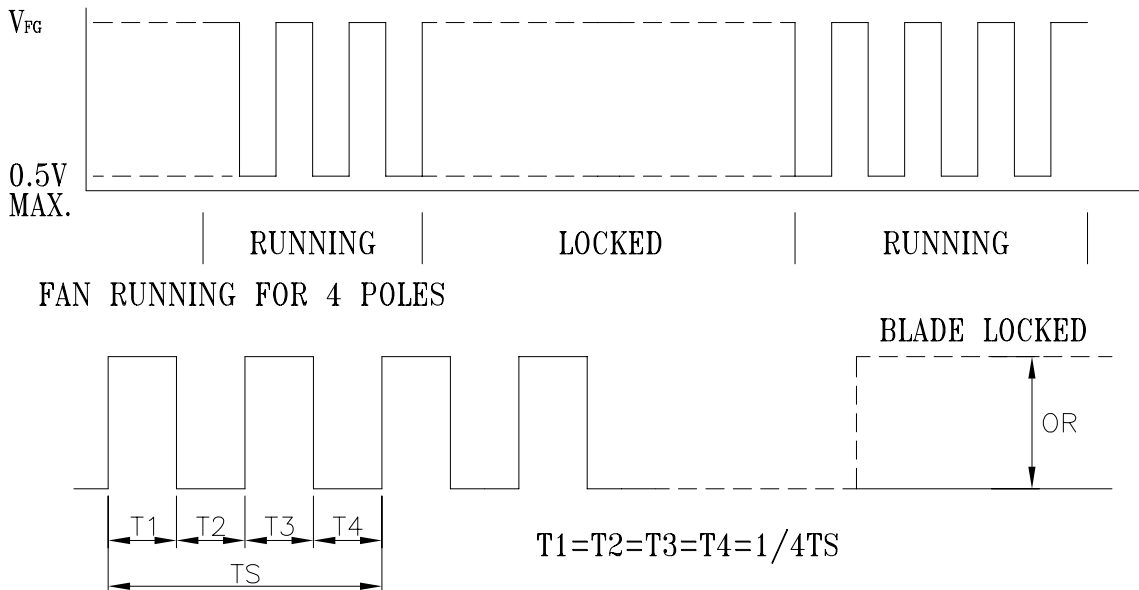 VFG
0.5V
MAX.
RUNNING LOCKED RUNNING
FAN RUNNING FOR 4 POLES
BLADE LOCKED
OR
T1 T2 T3 T4
T1=T2=T3=T4=1/4TS
TS